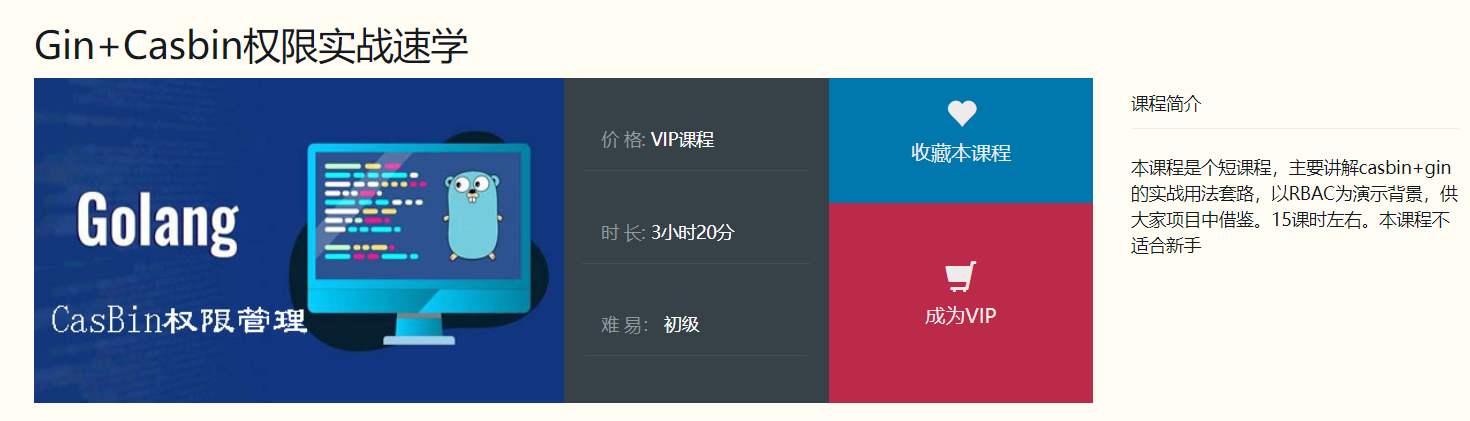 Gin+Casbin权限实战速学
Golang
CasBin权限管理
价 格: VIP课程
时 长: 3小时20分
难 易： 初级
收藏本课程
成为VIP
课程简介
本课程是个短课程，主要讲解casbin+gin
的实战用法套路，以RBAC为演示背景，供
大家项目中借鉴。15课时左右。本课程不
适合新手